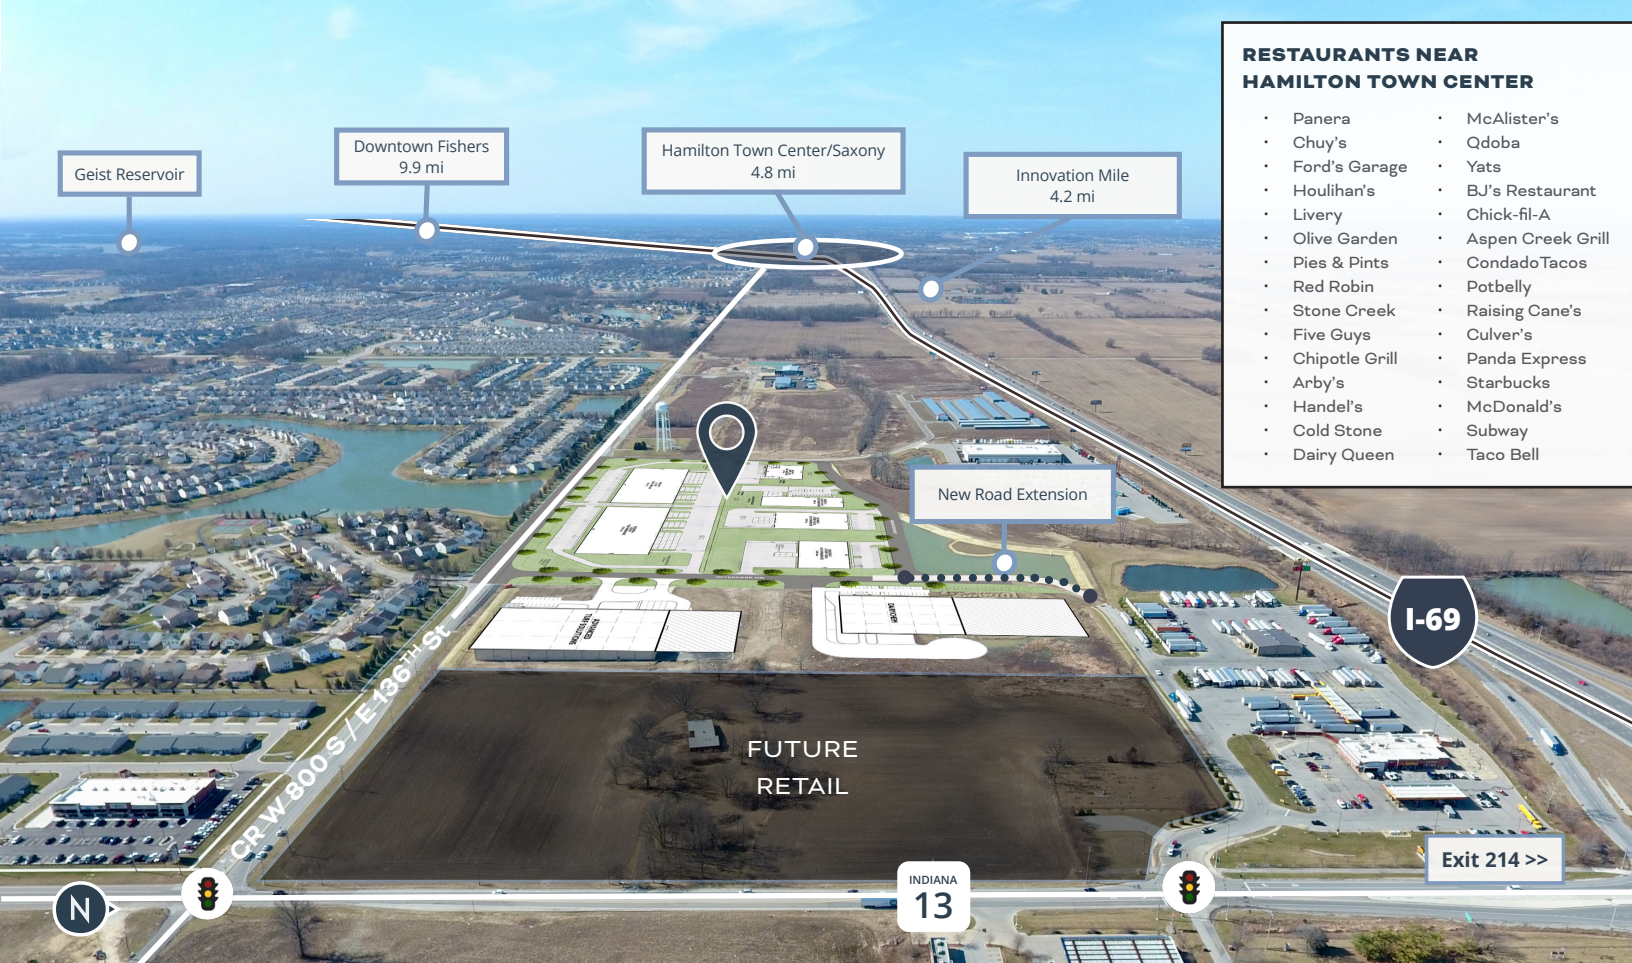 RESTAURANTS NEAR
HAMILTON TOWN CENTER
• Panera
• Chuy's
• Ford's Garage
• Houlihan's
• Livery
• Olive Garden
• Pies & Pints
• Red Robin
• Stone Creek
• Five Guys
• Chipotle Grill
• Arby's
• Handel's
• Cold Stone
• Dairy Queen
• McAlister's
• Qdoba
• Yats
• BJ's Restaurant
• Chick-fil-A
• Aspen Creek Grill
• CondadoTacos
• Potbelly
• Raising Cane's
• Culver's
• Panda Express
• Starbucks
• McDonald's
• Subway
• Taco Bell
Geist Reservoir
Downtown Fishers
9.9 mi
Hamilton Town Center/Saxony
4.8 mi
Innovation Mile
4.2 mi
New Road Extension
I-69
CR W 800 S / E 136TH St
FUTURE
RETAIL
Exit 214 >>
INDIANA
13
N